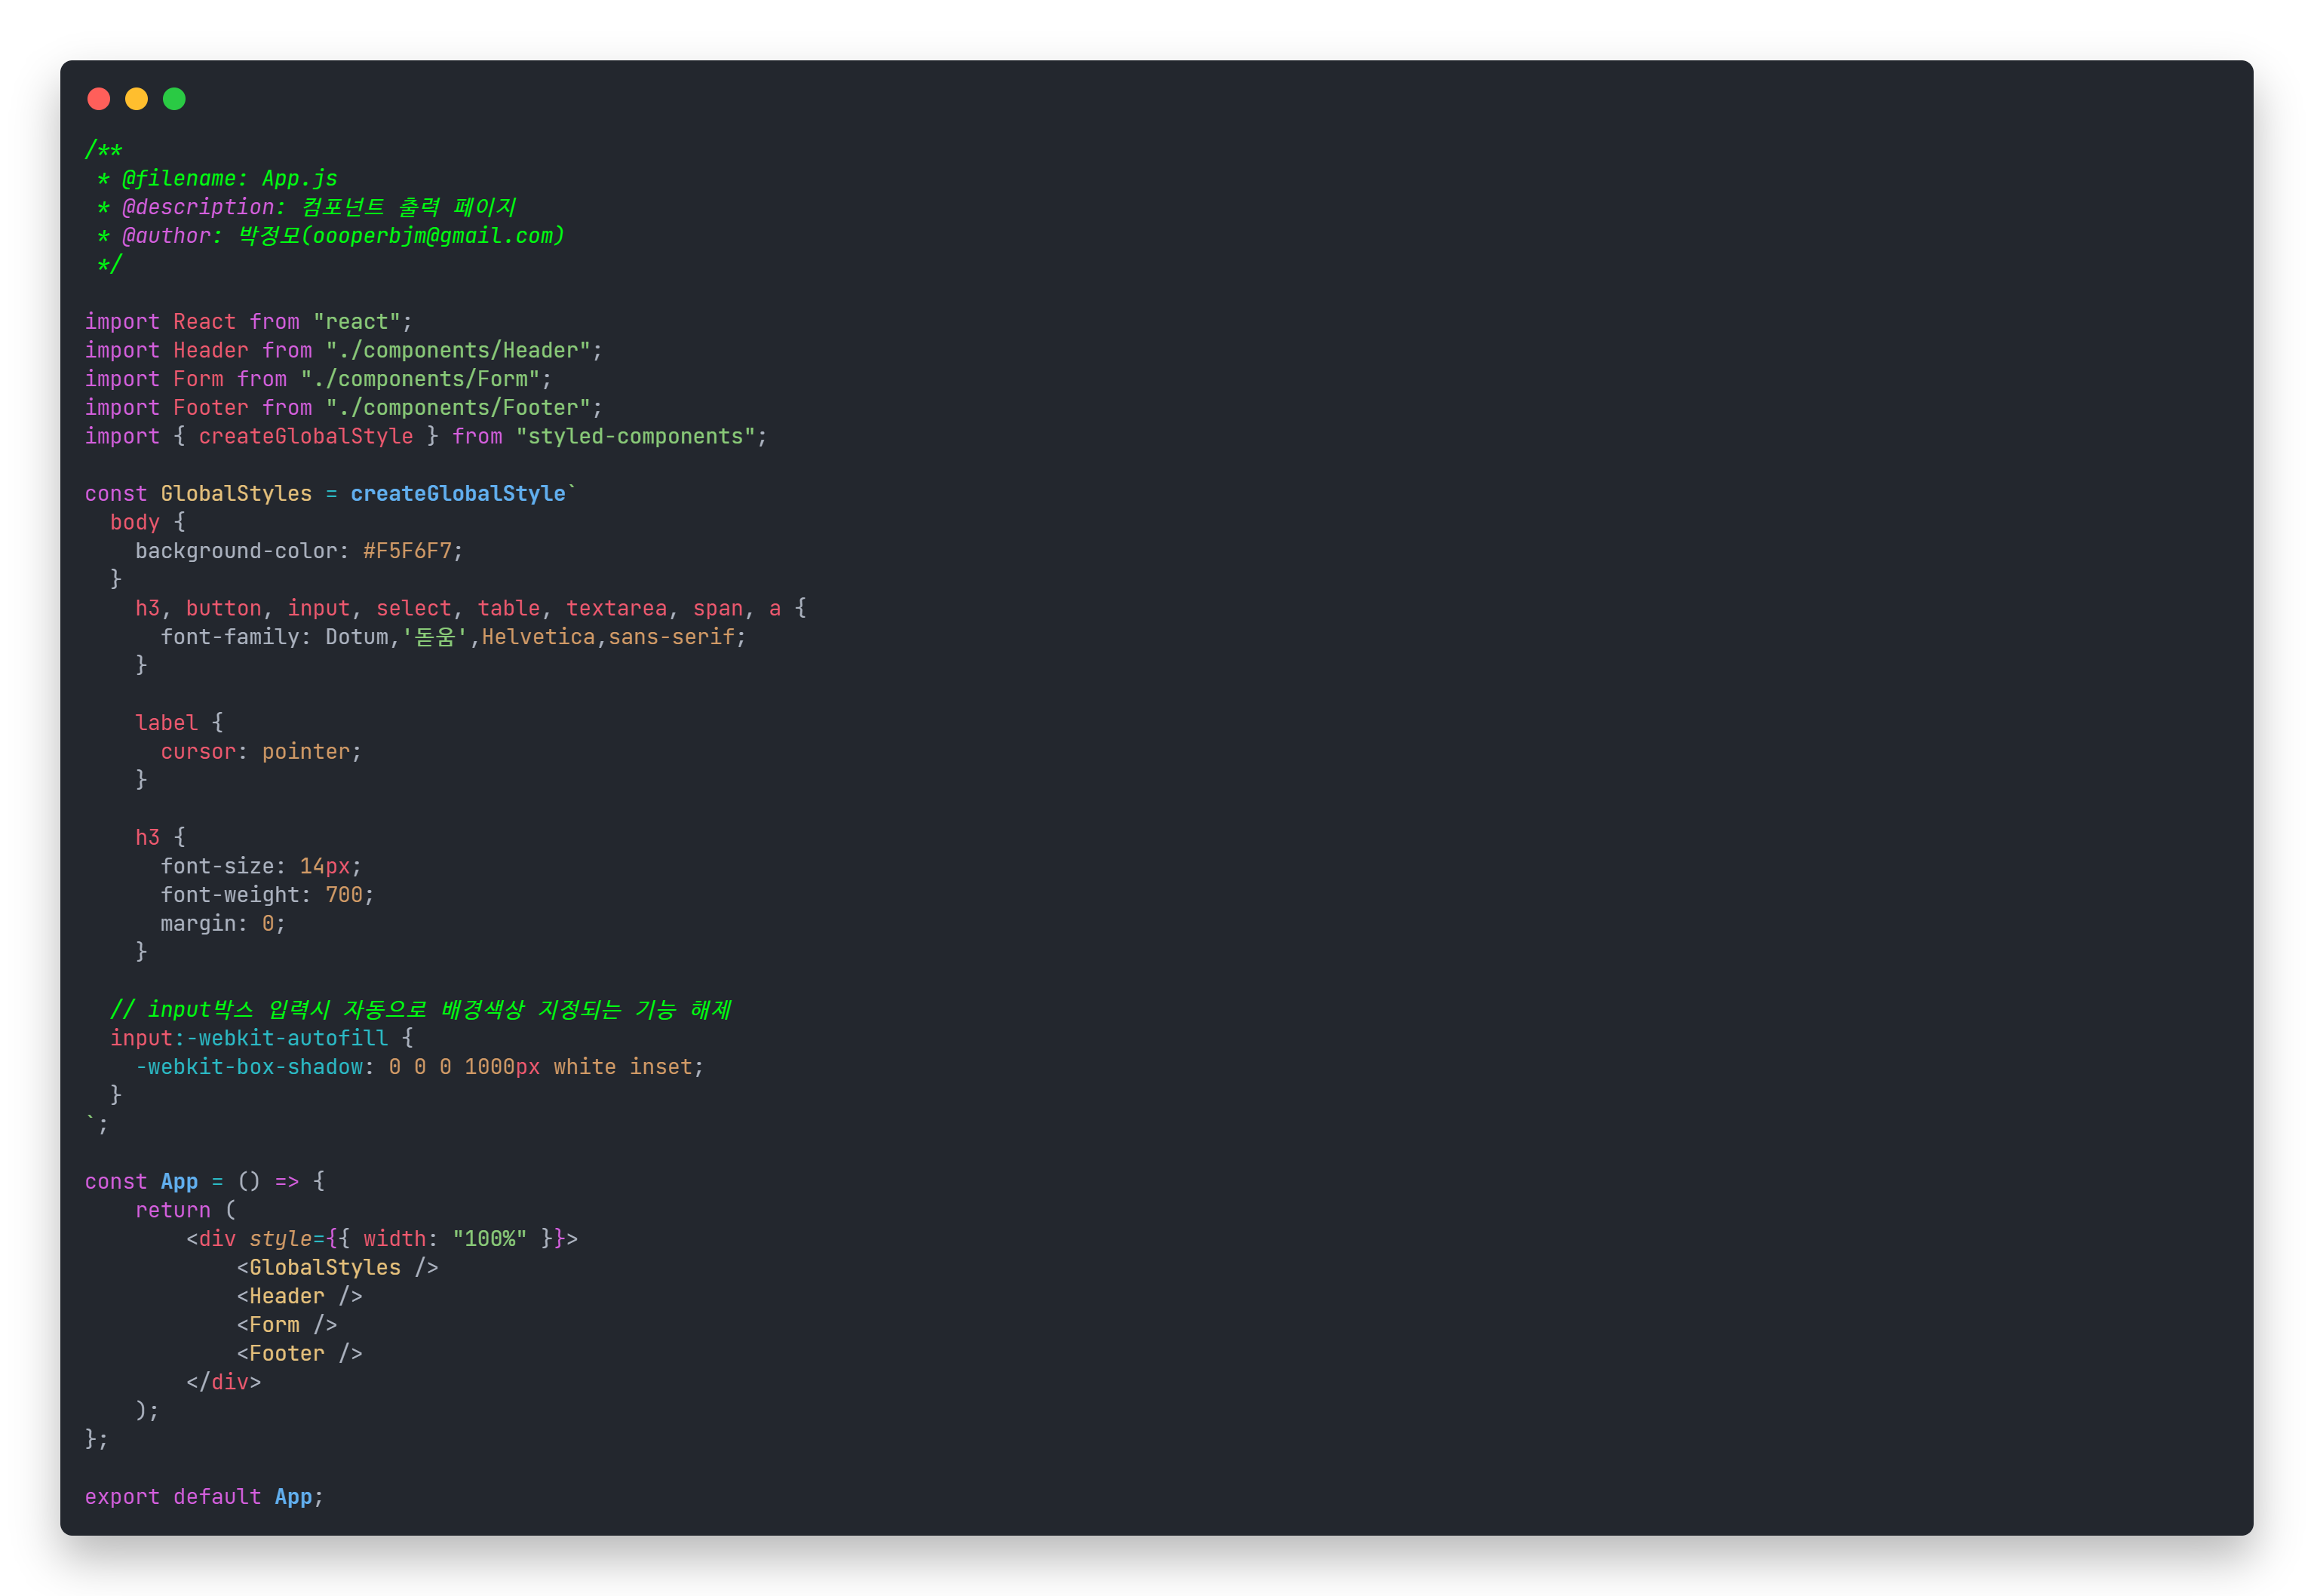 /**
 * @filename: App.js
 * @description: 컴포넌트 출력 페이지
 * @author: 박정모(oooperbjm@gmail.com)
 */

import React from "react";
import Header from "./components/Header";
import Form from "./components/Form";
import Footer from "./components/Footer";
import { createGlobalStyle } from "styled-components";

const GlobalStyles = createGlobalStyle`
  body {
    background-color: #F5F6F7;
  }
    h3, button, input, select, table, textarea, span, a {
      font-family: Dotum,'돋움',Helvetica,sans-serif;
    }

    label {
      cursor: pointer;
    }

    h3 {
      font-size: 14px;
      font-weight: 700;
      margin: 0;
    }

  // input박스 입력시 자동으로 배경색상 지정되는 기능 해제
  input:-webkit-autofill {
    -webkit-box-shadow: 0 0 0 1000px white inset;
  }
`;

const App = () => {
    return (
        <div style={{ width: "100%" }}>
            <GlobalStyles />
            <Header />
            <Form />
            <Footer />
        </div>
    );
};

export default App;